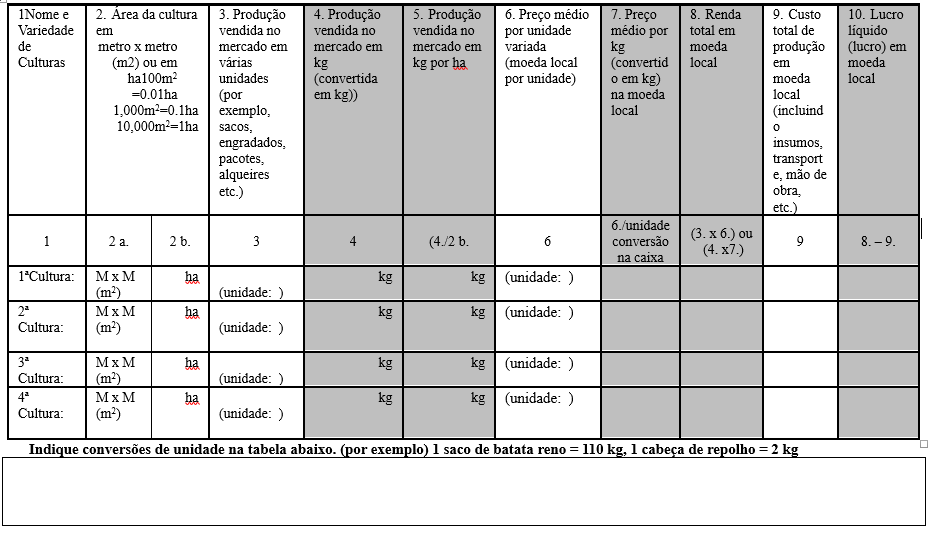 1Nome e
Variedade
de
Culturas
2. Área da cultura
em
metro x metro
(m2) ou em
ha100m²
=0.01ha
1,000m²=0.1ha
10,000m²=1ha
3. Produção
vendida no
mercado em
várias
unidades
(por
exemplo,
sacos,
engradados,
pacotes,
alqueires
etc.)
4. Produção
vendida no
mercado em
kg
(convertida
em kg))
5. Produção
vendida no
mercado em
kg por ha
6. Preço médio
por unidade
variada
(moeda local
por unidade)
7. Preço
médio por
kg
(convertid
o em kg)
na moeda
local
8. Renda
total em
moeda
local
9. Custo
total de
produção
em
moeda
local
(incluind
o
insumos,
transport
e, mão de
obra,
etc.)
10. Lucro
líquido
(lucro) em
moeda
local
1
2 a.
2 b.
3
4
(4./2 b.
6
6./unidade
conversão
na caixa
(3. x 6.) ou
(4. x7.)
9
8. – 9.
1ªCultura:
M x M
(m²)
ha
(unidade: )
kg
kg
(unidade: )
2ª
Cultura:
M x M
(m²)
ha
(unidade: )
kg
kg
(unidade: )
3ª
Cultura:
M x M
(m²)
ha
(unidade: )
kg
kg
(unidade: )
4ª
Cultura:
M x M
(m²)
ha
(unidade: )
kg
kg
(unidade: )
Indique conversões de unidade na tabela abaixo. (por exemplo) 1 saco de batata reno = 110 kg, 1 cabeça de repolho = 2 kg